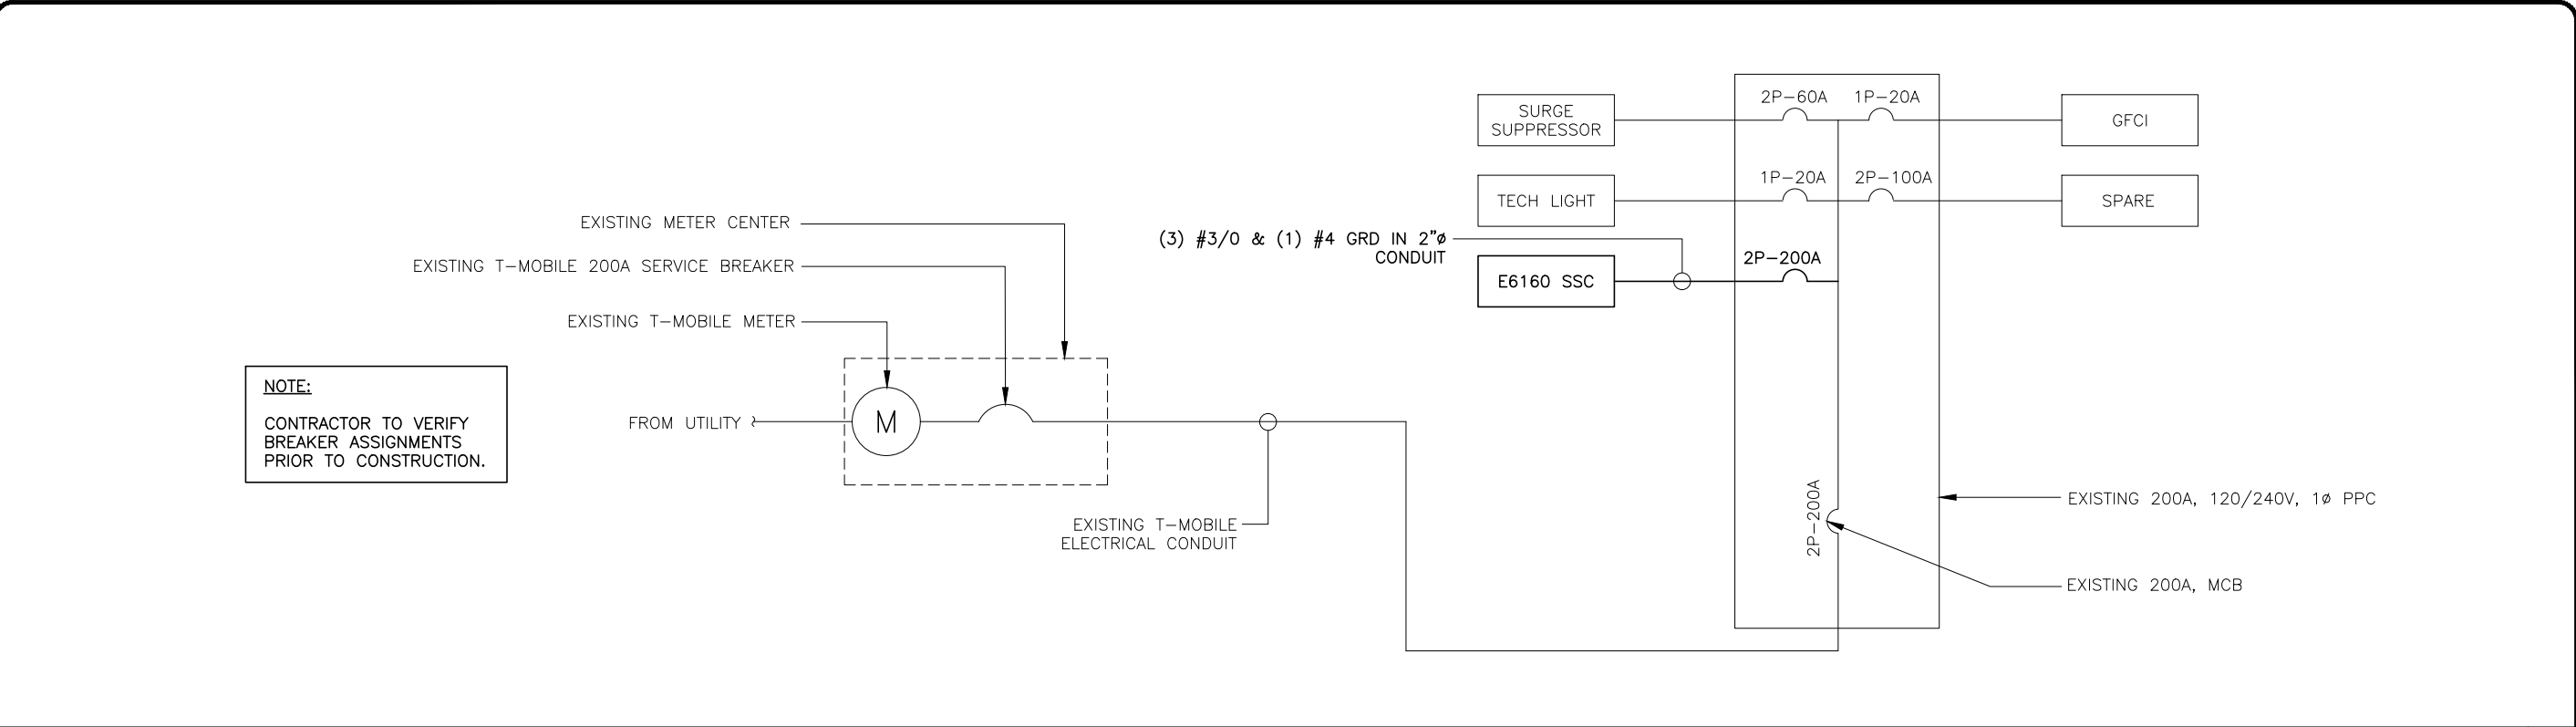 2P-60A
1P-20A
SURGE
SUPPRESSOR
GFCI
1P-20A
2P-100A
TECH LIGHT
SPARE
EXISTING METER CENTER
(3) #3/0 & (1) #4 GRD IN 2"ø
CONDUIT
2P-200A
E6160 SSC
EXISTING T-MOBILE 200A SERVICE BREAKER
EXISTING T-MOBILE METER
NOTE:
CONTRACTOR TO VERIFY
BREAKER ASSIGNMENTS
PRIOR TO CONSTRUCTION.
FROM UTILITY
M
EXISTING T-MOBILE
ELECTRICAL CONDUIT
2P-200A
EXISTING 200A, 120/240V, 1ø PPC
EXISTING 200A, MCB